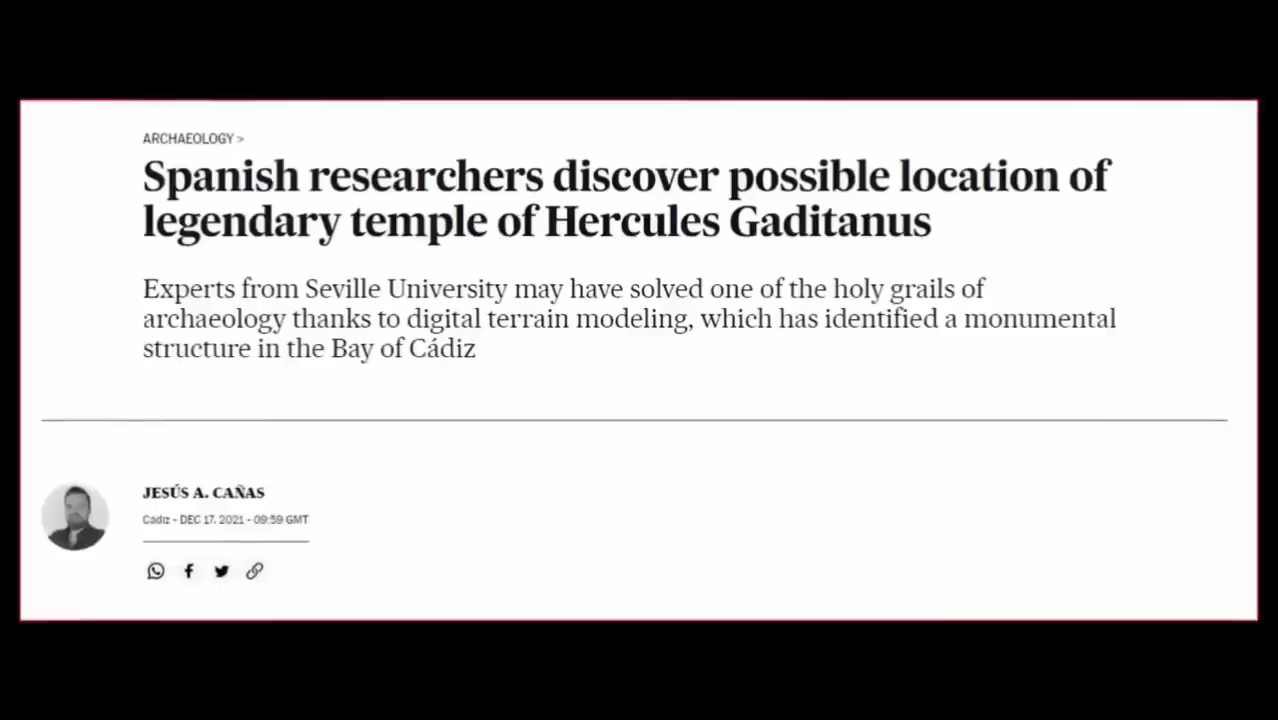 ARCHAEOLOGY >
Spanish researchers discover possible location of
legendary temple of Hercules Gaditanus
Experts from Seville University may have solved one of the holy grails of
archaeology thanks to digital terrain modeling, which has identified a monumental
structure in the Bay of Cádiz
JESÚS A. CAÑAS
Cádiz - DEC 17, 2021 - 09:59 GMT